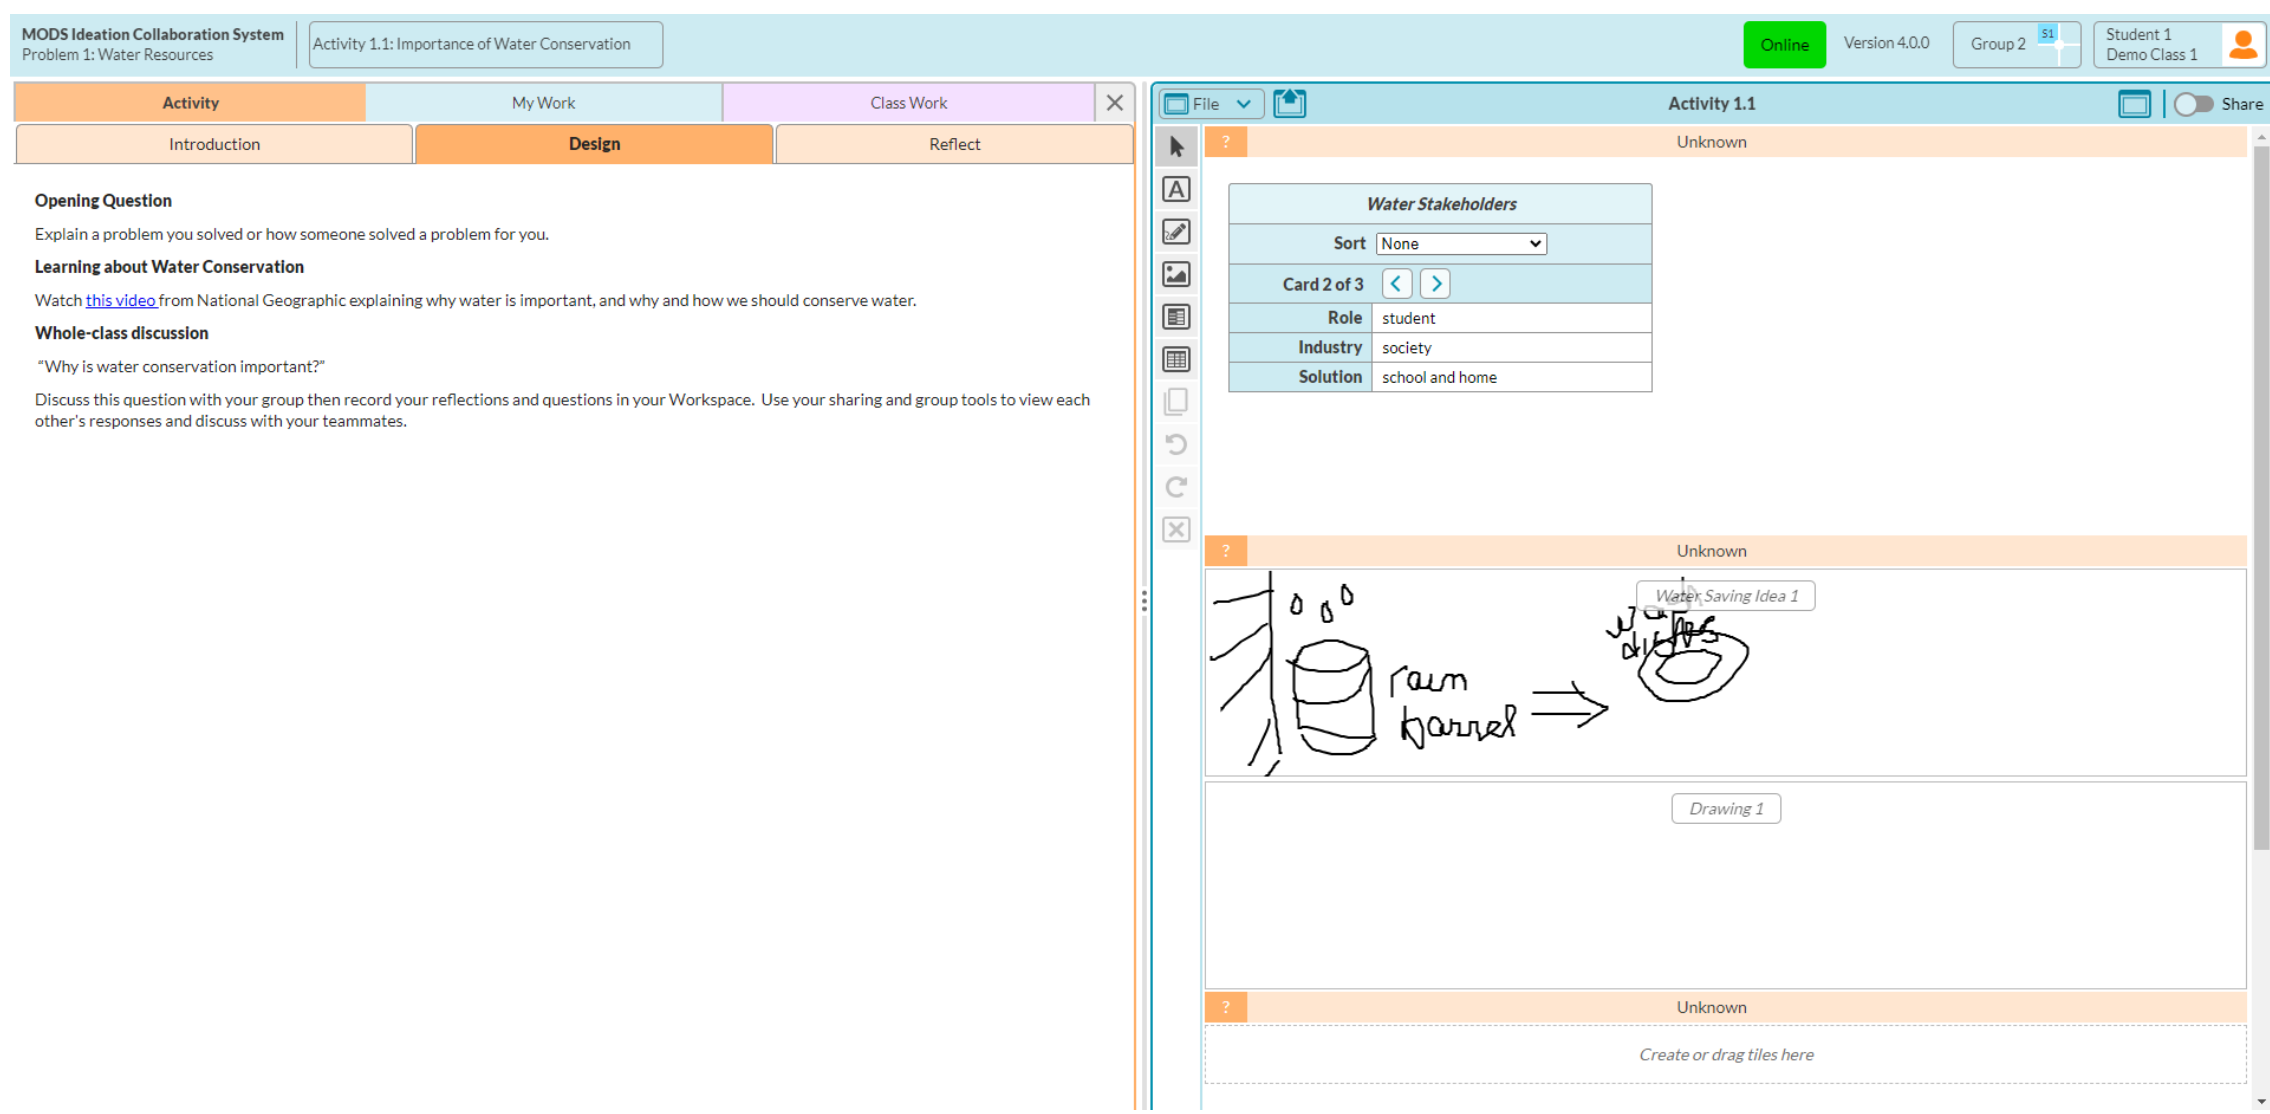 MODS Ideation Collaboration System
Problem 1: Water Resources
Activity 1.1: Importance of Water Conservation
Online
Version 4.0.0
Group 2
S1
Student 1
Demo Class 1
Activity
My Work
Class Work
Introduction
Design
Reflect
Opening Question
Explain a problem you solved or how someone solved a problem for you.
Learning about Water Conservation
Watch this video from National Geographic explaining why water is important, and why and how we should conserve water.
Whole-class discussion
“Why is water conservation important?”
Discuss this question with your group then record your reflections and questions in your Workspace. Use your sharing and group tools to view each
other's responses and discuss with your teammates.
File
Activity 1.1
Share
A
?
Unknown
Water Stakeholders
Sort None
Card 2 of 3
Role student
Industry society
Solution school and home
?
Unknown
Water Saving Idea 1
wash
dishes
rain
barrel
Drawing 1
?
Unknown
Create or drag tiles here